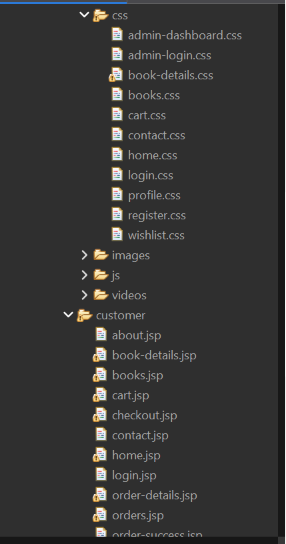 css
admin-dashboard.css
admin-login.css
book-details.css
books.css
cart.css
contact.css
home.css
login.css
profile.css
register.css
wishlist.css
images
js
videos
customer
about.jsp
book-details.jsp
books.jsp
cart.jsp
checkout.jsp
contact.jsp
home.jsp
login.jsp
order-details.jsp
orders.jsp
order-success.jsp